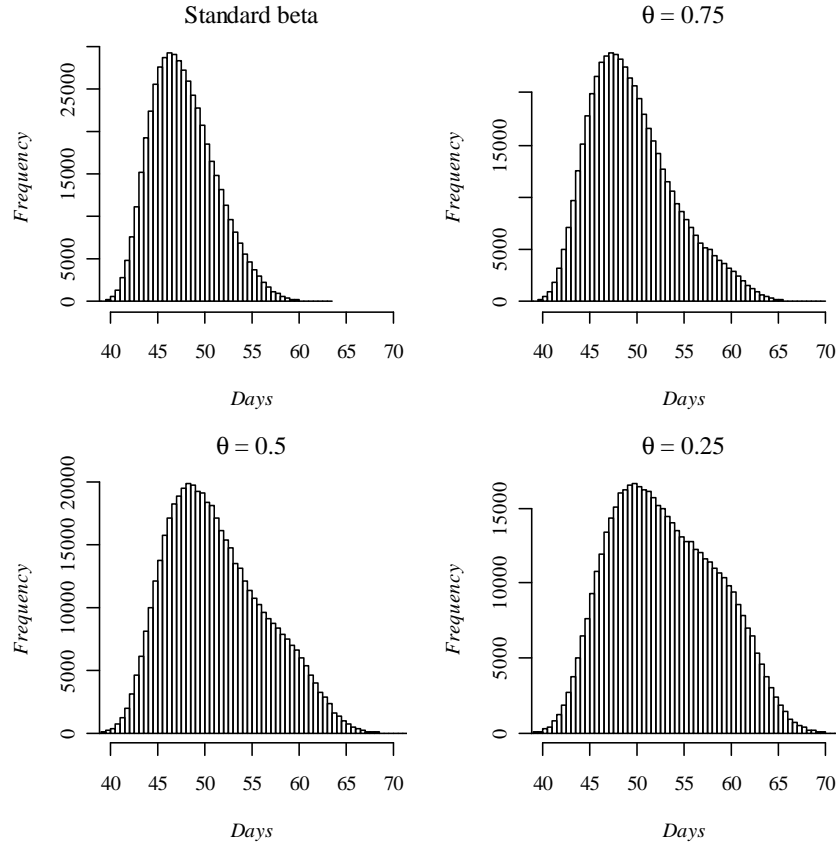 Standard beta
Frequency
0 5000 15000 25000
40 45 50 55 60 65 70
Days
θ = 0.75
Frequency
0 5000 15000
40 45 50 55 60 65 70
Days
θ = 0.5
Frequency
0 5000 10000 15000 20000
40 45 50 55 60 65 70
Days
θ = 0.25
Frequency
0 5000 10000 15000
40 45 50 55 60 65 70
Days